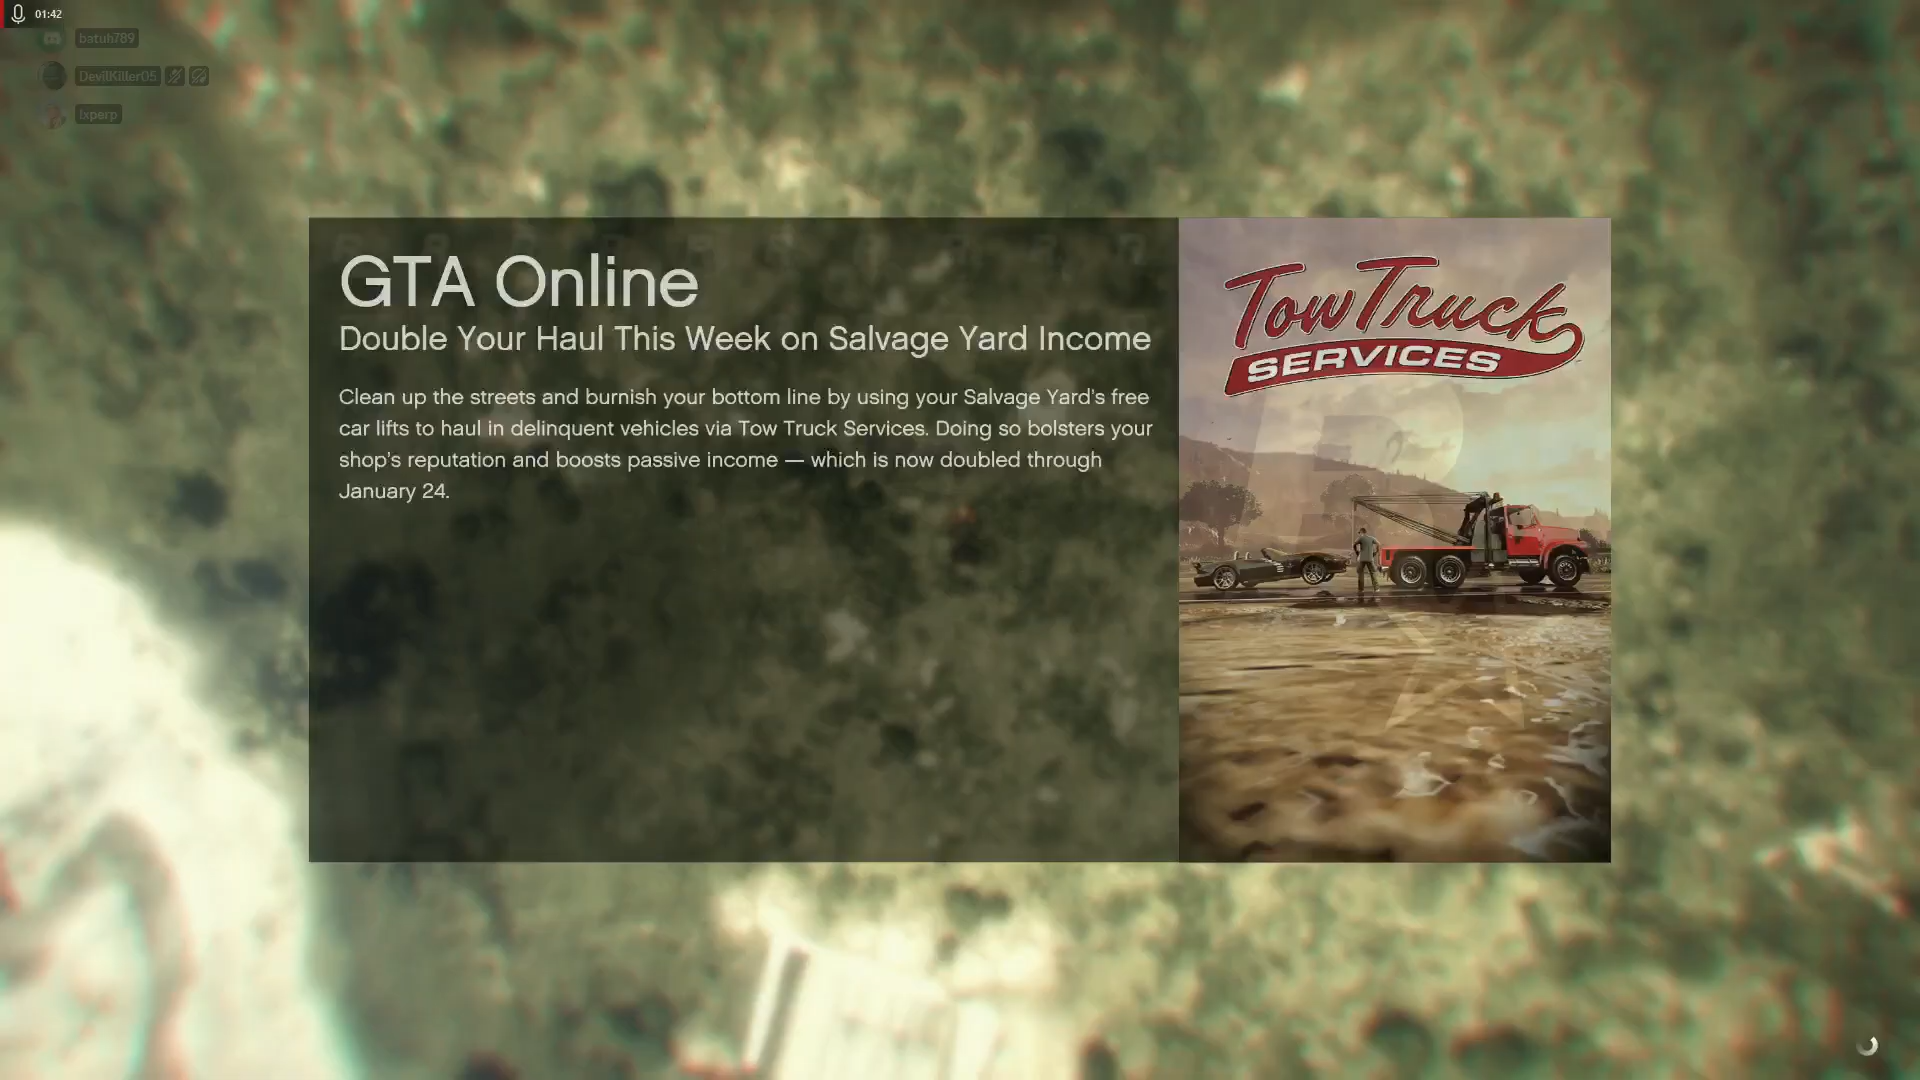 01:42
batuh789
DevilKiller05
lxperp
GTA Online
Double Your Haul This Week on Salvage Yard Income
Clean up the streets and burnish your bottom line by using your Salvage Yard's free
car lifts to haul in delinquent vehicles via Tow Truck Services. Doing so bolsters your
shop's reputation and boosts passive income — which is now doubled through
January 24.
Tow Truck
SERVICES